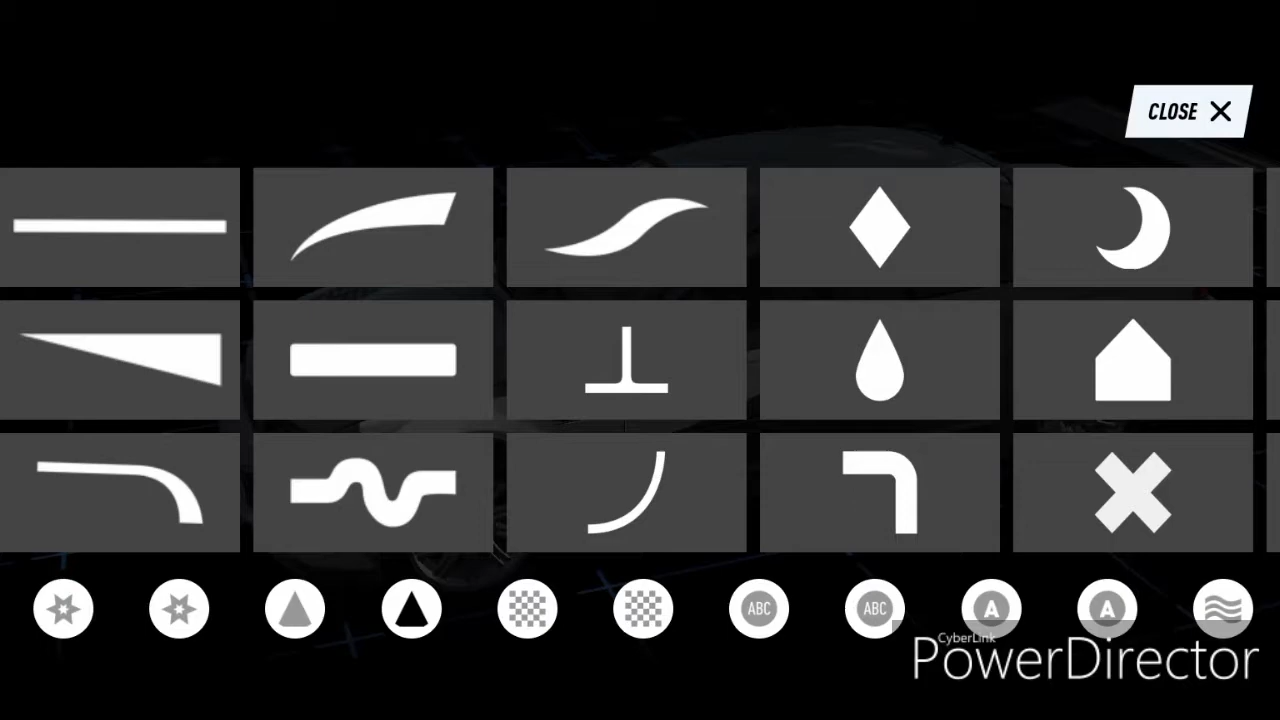 CLOSE
ABC
ABC
A
A
CyberLink
PowerDirector